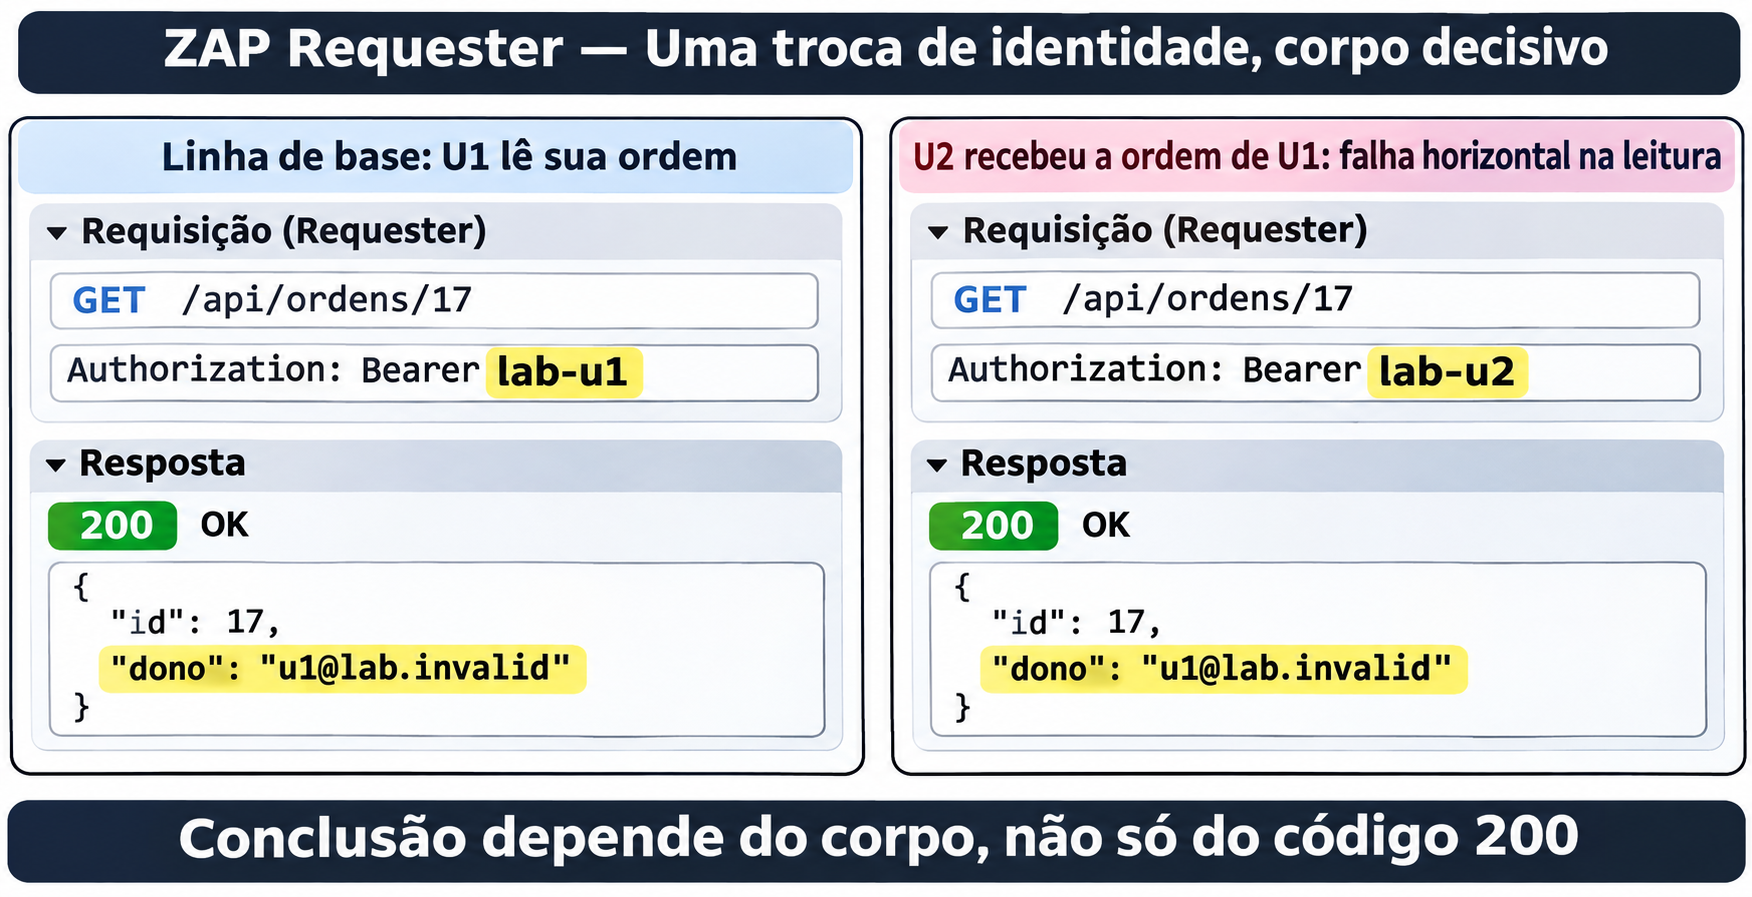 ZAP Requester — Uma troca de identidade, corpo decisivo
Linha de base: U1 lê sua ordem
Requisição (Requester)
GET /api/ordens/17
Authorization: Bearer lab-u1
Resposta
200 OK
{
"id": 17,
"dono": "u1@lab.invalid"
}
U2 recebeu a ordem de U1: falha horizontal na leitura
Requisição (Requester)
GET /api/ordens/17
Authorization: Bearer lab-u2
Resposta
200 OK
{
"id": 17,
"dono": "u1@lab.invalid"
}
Conclusão depende do corpo, não só do código 200